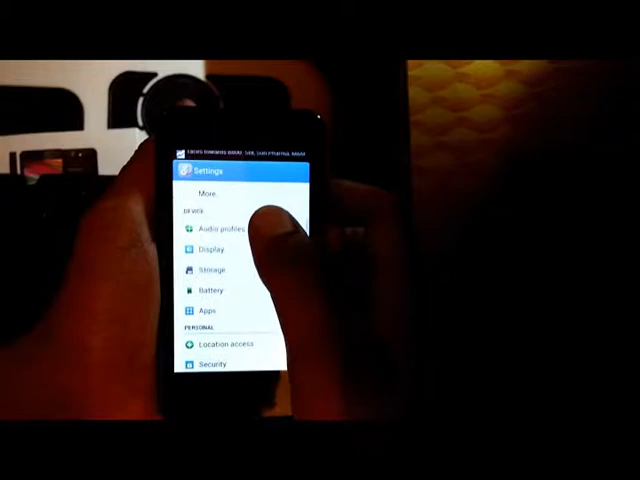 Settings
More...
DEVICE
Audio profiles
Display
Storage
Battery
Apps
PERSONAL
Location access
Security